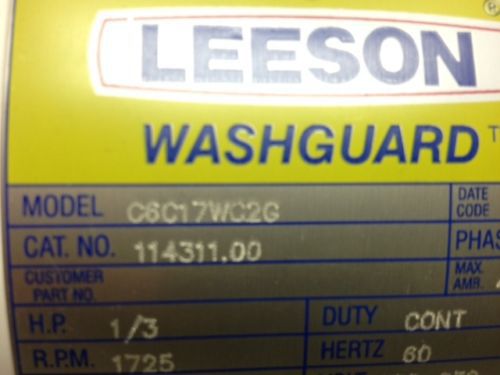 LEESON
WASHGUARD T
MODEL C6C17WC2G DATE CODE
CAT. NO. 114311.00 PHAS
CUSTOMER PART NO. MAX. AMB.
H.P. 1/3 DUTY CONT
R.P.M. 1725 HERTZ 60